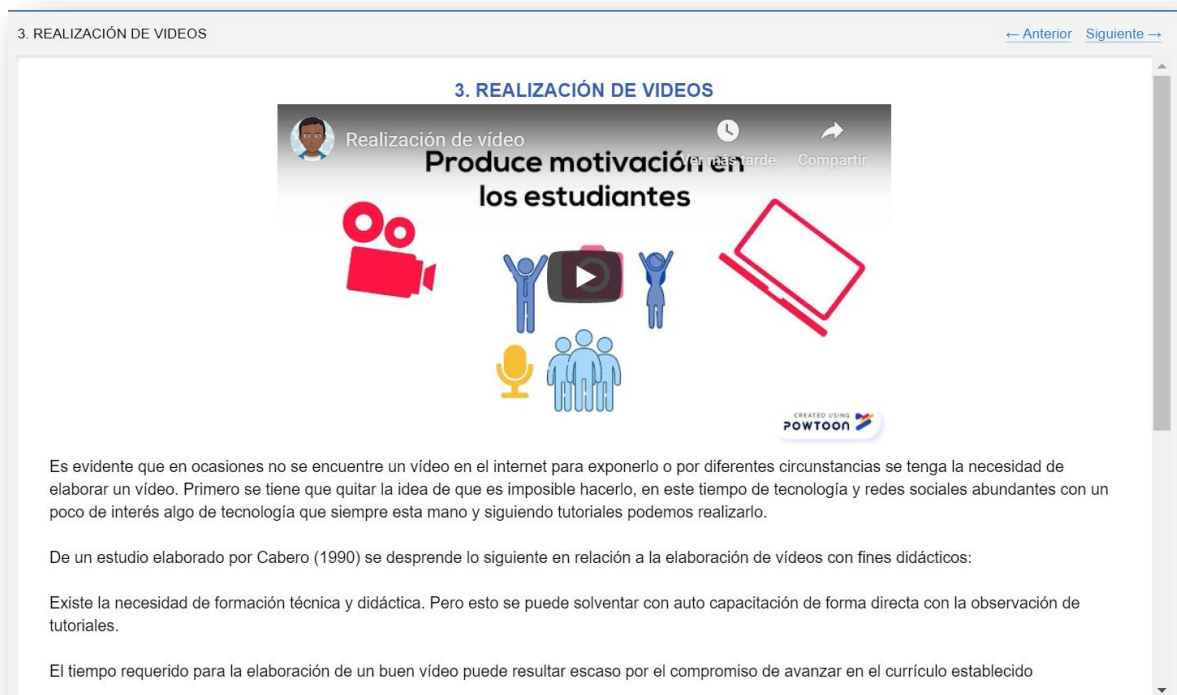 3. REALIZACIÓN DE VIDEOS
← Anterior Siguiente →
3. REALIZACIÓN DE VIDEOS
Realización de vídeo
Ver más tarde Compartir
Produce motivación en
los estudiantes
CREATED USING
POWTOON
Es evidente que en ocasiones no se encuentre un vídeo en el internet para exponerlo o por diferentes circunstancias se tenga la necesidad de
elaborar un vídeo. Primero se tiene que quitar la idea de que es imposible hacerlo, en este tiempo de tecnología y redes sociales abundantes con un
poco de interés algo de tecnología que siempre esta mano y siguiendo tutoriales podemos realizarlo.
De un estudio elaborado por Cabero (1990) se desprende lo siguiente en relación a la elaboración de vídeos con fines didácticos:
Existe la necesidad de formación técnica y didáctica. Pero esto se puede solventar con auto capacitación de forma directa con la observación de
tutoriales.
El tiempo requerido para la elaboración de un buen vídeo puede resultar escaso por el compromiso de avanzar en el currículo establecido